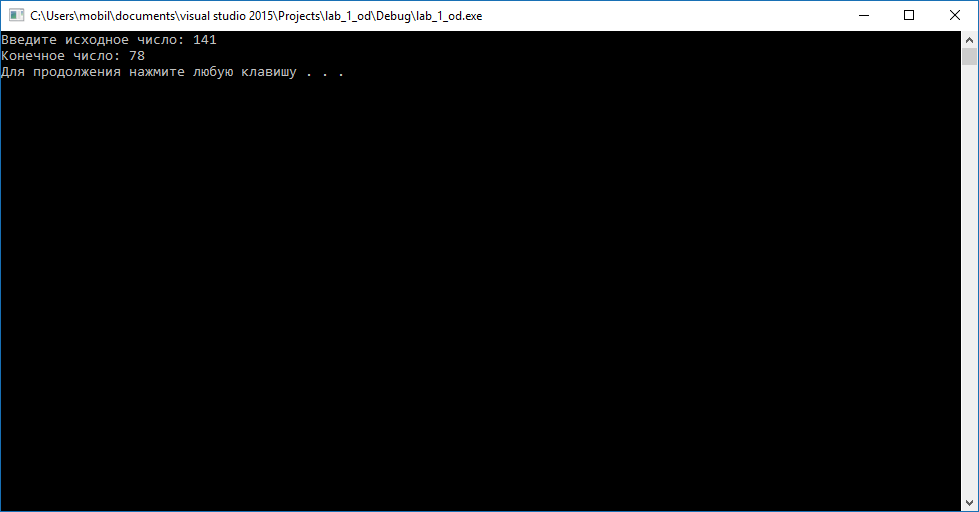 C:\Users\mobil\documents\visual studio 2015\Projects\lab_1_od\Debug\lab_1_od.exe
Введите исходное число: 141
Конечное число: 78
Для продолжения нажмите любую клавишу . . .